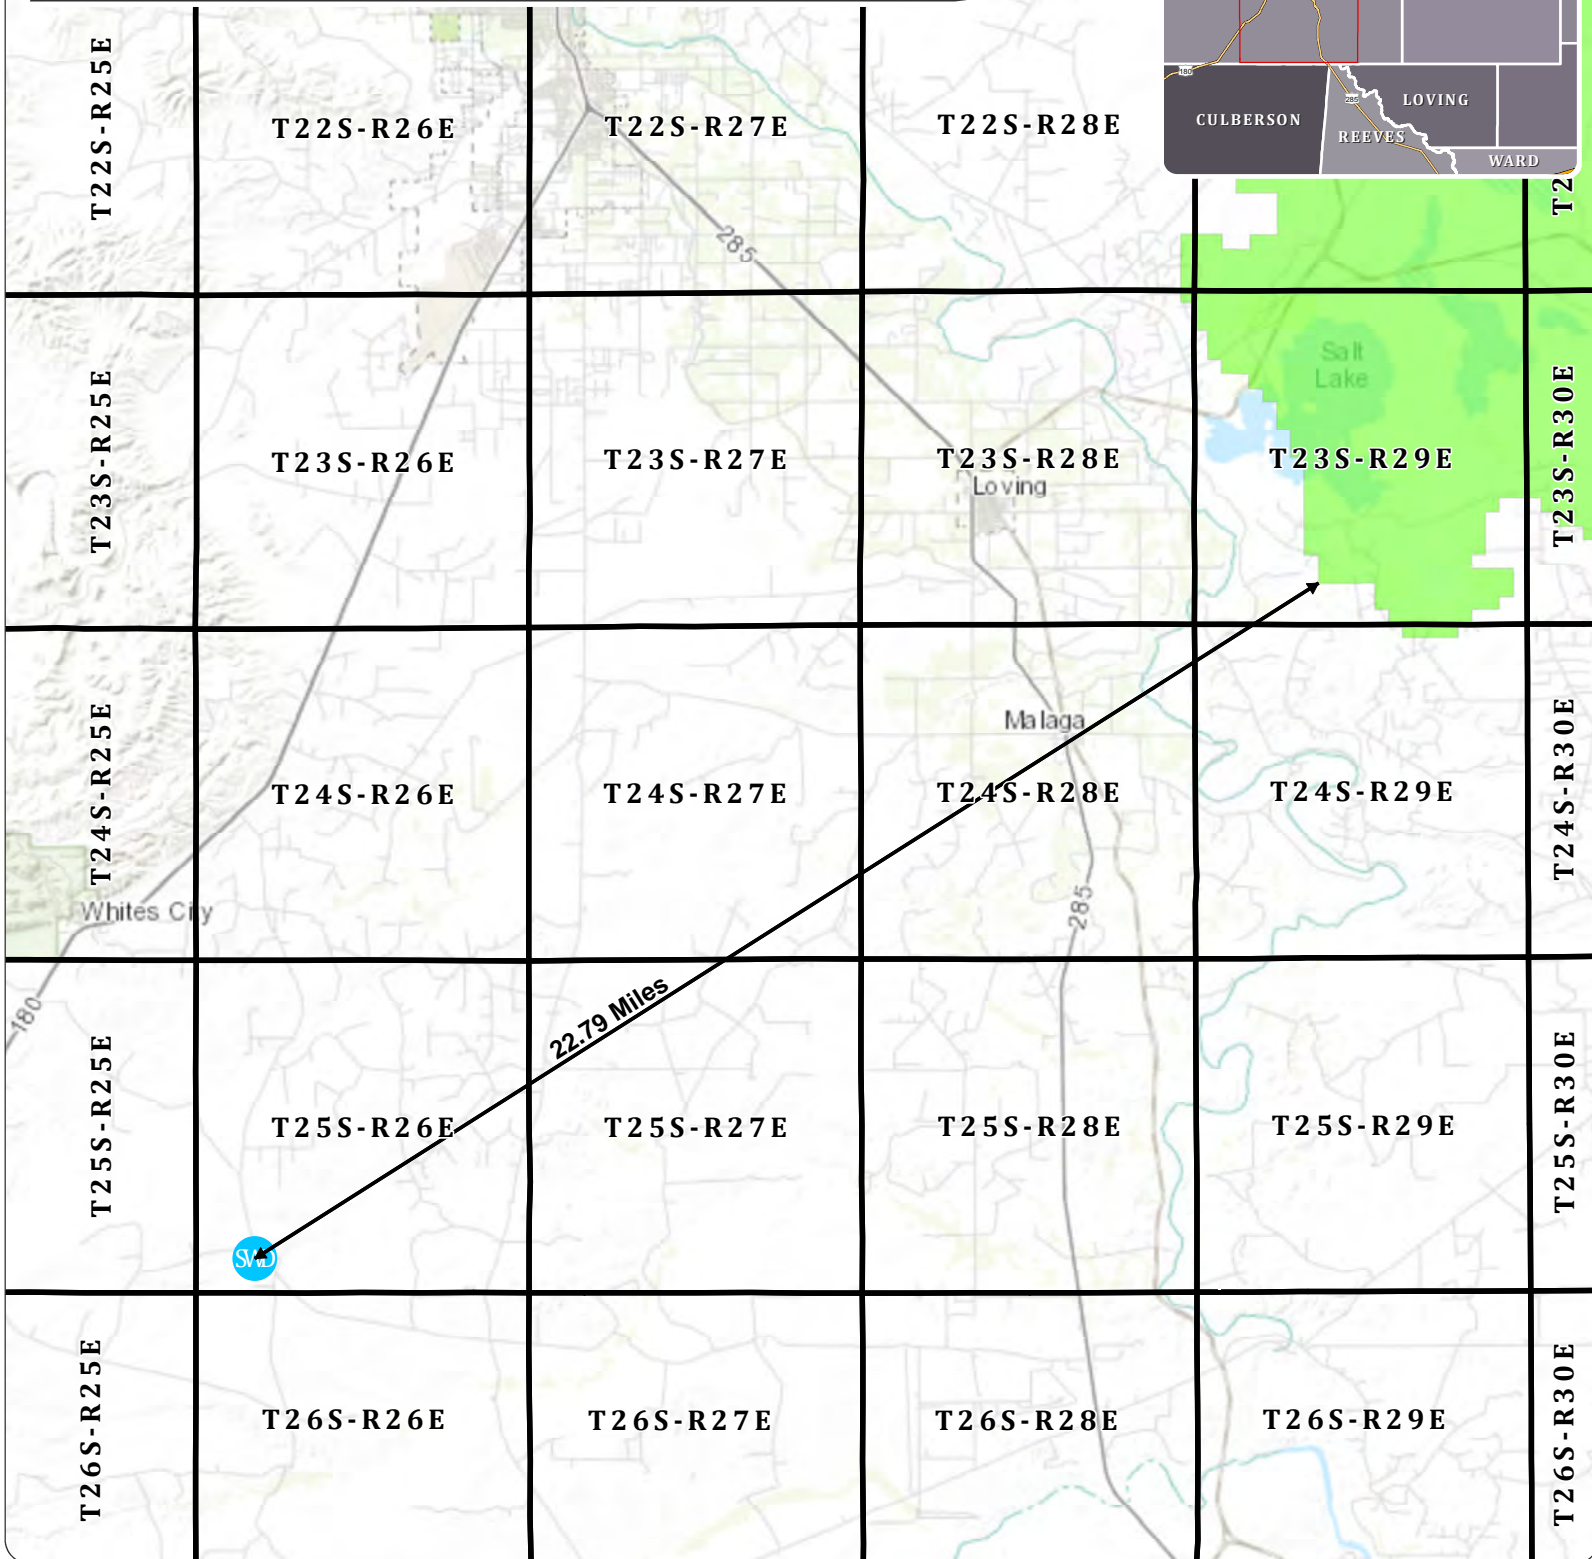 180
285
LOVING
CULBERSON
REEVES
WARD
T22S-R25E
T22S-R26E
T22S-R27E
T22S-R28E
T2
285
Salt
Lake
T23S-R25E
T23S-R26E
T23S-R27E
T23S-R28E
Loving
T23S-R29E
T23S-R30E
Malaga
T24S-R25E
T24S-R26E
T24S-R27E
T24S-R28E
T24S-R29E
T24S-R30E
Whites City
285
180
22.79 Miles
T25S-R25E
T25S-R26E
T25S-R27E
T25S-R28E
T25S-R29E
T25S-R30E
SWD
T26S-R25E
T26S-R26E
T26S-R27E
T26S-R28E
T26S-R29E
T26S-R30E